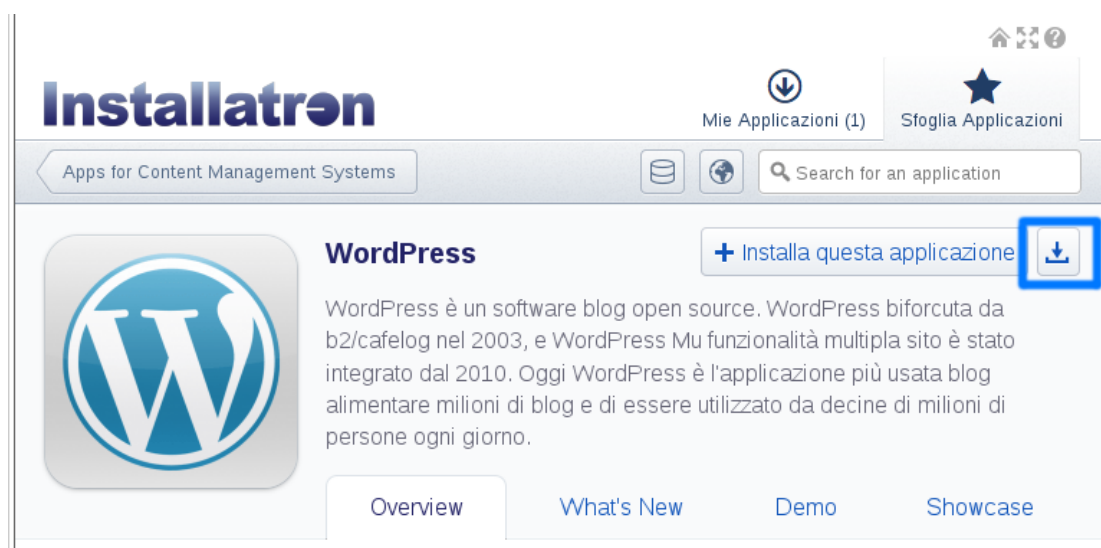 Installatron
Mie Applicazioni (1)
Sfoglia Applicazioni
Apps for Content Management Systems
Search for an application
WordPress
+ Installa questa applicazione
WordPress è un software blog open source. WordPress biforcuta da
b2/cafelog nel 2003, e WordPress Mu funzionalità multipla sito è stato
integrato dal 2010. Oggi WordPress è l'applicazione più usata blog
alimentare milioni di blog e di essere utilizzato da decine di milioni di
persone ogni giorno.
Overview
What's New
Demo
Showcase